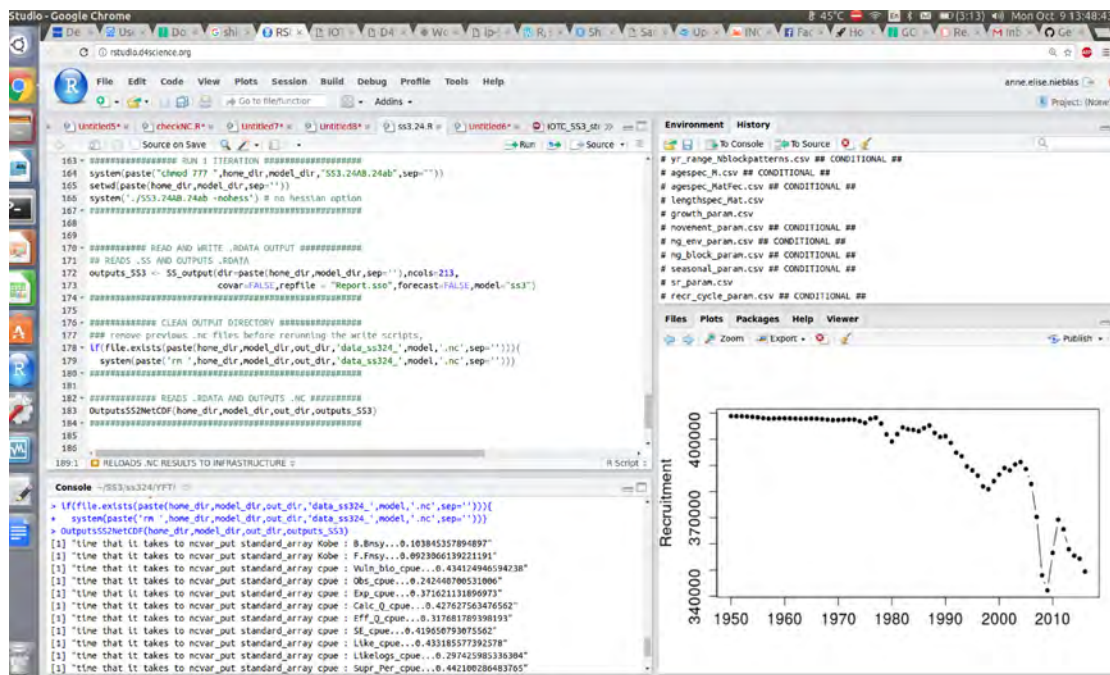 Studio - Google Chrome 45°C (3:13) Mon Oct 9 13:48:4
De Us Do shi RS IOT D4 Wo ip- R, Sh Sa Up INC Fac Ho GC Re. Inb Ge
rstudio.d4science.org
File Edit Code View Plots Session Build Debug Profile Tools Help anne.elise.nieblas
Go to file/function Addins Project: (None
Untitled5* checkNC.R* Untitled7* Untitled8* ss3.24.R Untitled6* IOTC_SS3_str
Source on Save Run Source
163 ################### RUN 1 ITERATION ###################
164 system(paste("chmod 777 ",home_dir,model_dir,"SS3.24AB.24ab",sep=""))
165 setwd(paste(home_dir,model_dir,sep=''))
166 system('./SS3.24AB.24ab -nohess') # no hessian option
167
168
169
170 ########### READ AND WRITE .RDATA OUTPUT ############
171 ## READS .SS AND OUTPUTS .RDATA
172 outputs_SS3 <- SS_output(dir=paste(home_dir,model_dir,sep=''),ncols=213,
173 covar=FALSE,repfile = "Report.sso",forecast=FALSE,model="ss3")
174
175
176 ############# CLEAN OUTPUT DIRECTORY ################
177 ### remove previous .nc files before rerunning the write scripts,
178 if(file.exists(paste(home_dir,model_dir,out_dir,'data_ss324_',model,'.nc',sep=''))){
179 system(paste('rm ',home_dir,model_dir,out_dir,'data_ss324_',model,'.nc',sep=''))}
180
181
182 ############# READS .RDATA AND OUTPUTS .NC ##########
183 OutputsSS2NetCDF(home_dir,model_dir,out_dir,outputs_SS3)
184
185
186
189:1 RELOADS .NC RESULTS TO INFRASTRUCTURE R Script
Console ~/SS3/ss324/YFT/
> if(file.exists(paste(home_dir,model_dir,out_dir,'data_ss324_',model,'.nc',sep=''))){
+ system(paste('rm ',home_dir,model_dir,out_dir,'data_ss324_',model,'.nc',sep=''))}
> OutputsSS2NetCDF(home_dir,model_dir,out_dir,outputs_SS3)
[1] "time that it takes to ncvar_put standard_array Kobe : B.Bmsy...0.103845357894897"
[1] "time that it takes to ncvar_put standard_array Kobe : F.Fmsy...0.0923066139221191"
[1] "time that it takes to ncvar_put standard_array cpue : Vuln_bio_cpue...0.434124946594238"
[1] "time that it takes to ncvar_put standard_array cpue : Obs_cpue...0.242448700531006"
[1] "time that it takes to ncvar_put standard_array cpue : Exp_cpue...0.371621131896973"
[1] "time that it takes to ncvar_put standard_array cpue : Calc_Q_cpue...0.427627563476562"
[1] "time that it takes to ncvar_put standard_array cpue : Eff_Q_cpue...0.317681789398193"
[1] "time that it takes to ncvar_put standard_array cpue : SE_cpue...0.419650793075562"
[1] "time that it takes to ncvar_put standard_array cpue : Like_cpue...0.433185577392578"
[1] "time that it takes to ncvar_put standard_array cpue : Likelogs_cpue...0.297425985336304"
[1] "time that it takes to ncvar_put standard_array cpue : Supr_Per_cpue...0.442100286483765"
Environment History
To Console To Source
# yr_range_Nblockpatterns.csv ## CONDITIONAL ##
# agespec_M.csv ## CONDITIONAL ##
# agespec_MatFec.csv ## CONDITIONAL ##
# lengthspec_Mat.csv
# growth_param.csv
# movement_param.csv ## CONDITIONAL ##
# mg_env_param.csv ## CONDITIONAL ##
# mg_block_param.csv ## CONDITIONAL ##
# seasonal_param.csv ## CONDITIONAL ##
# sr_param.csv
# recr_cycle_param.csv ## CONDITIONAL ##
Files Plots Packages Help Viewer
Zoom Export Publish
Recruitment
400000
370000
340000
1950 1960 1970 1980 1990 2000 2010